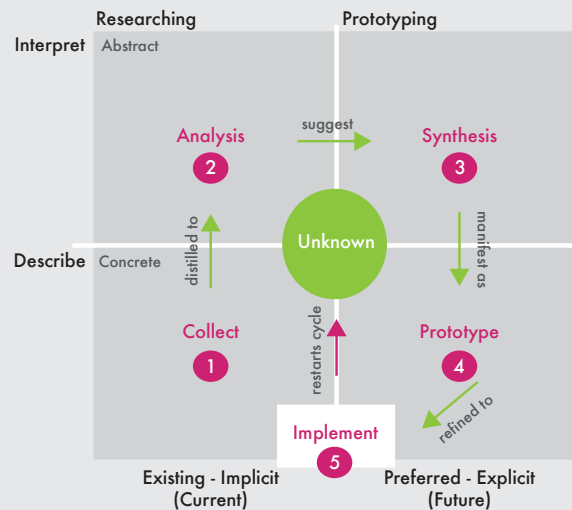 Researching
Prototyping
Interpret
Abstract
Analysis
2
suggest
Synthesis
3
distilled to
Unknown
manifest as
Describe
Concrete
Collect
1
restarts cycle
Prototype
4
refined to
Implement
5
Existing - Implicit
(Current)
Preferred - Explicit
(Future)